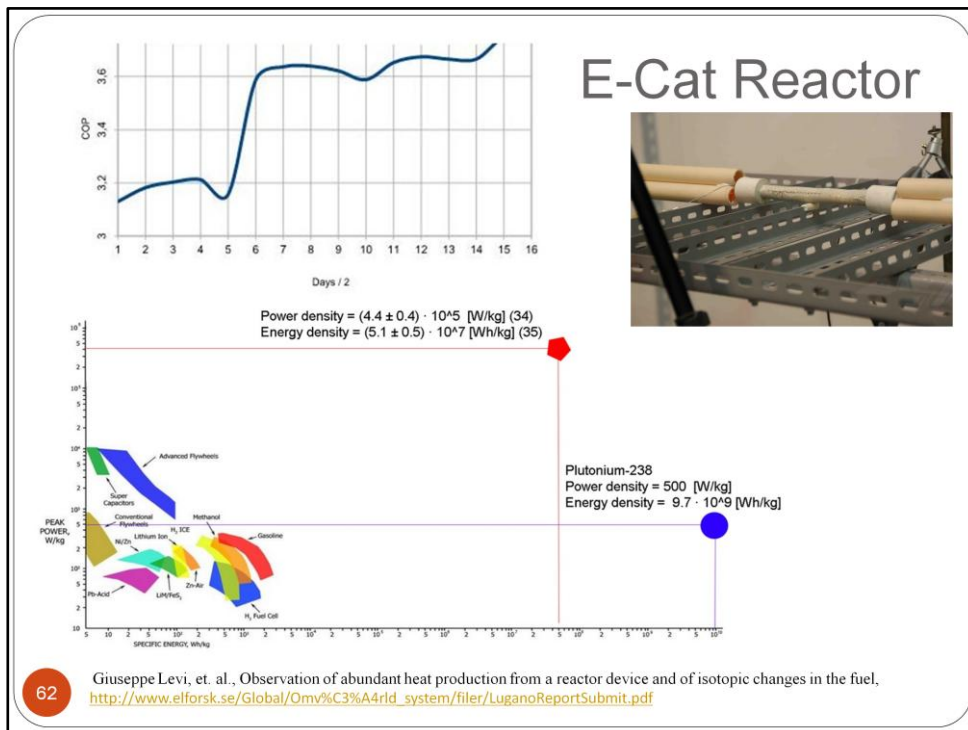 E-Cat Reactor
COP
3,6
3,4
3,2
3
1 2 3 4 5 6 7 8 9 10 11 12 13 14 15 16
Days / 2
Power density = (4.4 ± 0.4) · 10^5 [W/kg] (34)
Energy density = (5.1 ± 0.5) · 10^7 [Wh/kg] (35)
Plutonium-238
Power density = 500 [W/kg]
Energy density = 9.7 · 10^9 [Wh/kg]
Advanced Flywheels
Super
Capacitors
PEAK
POWER,
W/kg
Conventional
Flywheels
H₂ ICE
Methanol
Lithium Ion
Ni/Zn
Gasoline
Pb-Acid
LiM/FeS₂
Zn-Air
H₂ Fuel Cell
SPECIFIC ENERGY, Wh/kg
62
Giuseppe Levi, et. al., Observation of abundant heat production from a reactor device and of isotopic changes in the fuel,
http://www.elforsk.se/Global/Omv%C3%A4rld_system/filer/LuganoReportSubmit.pdf